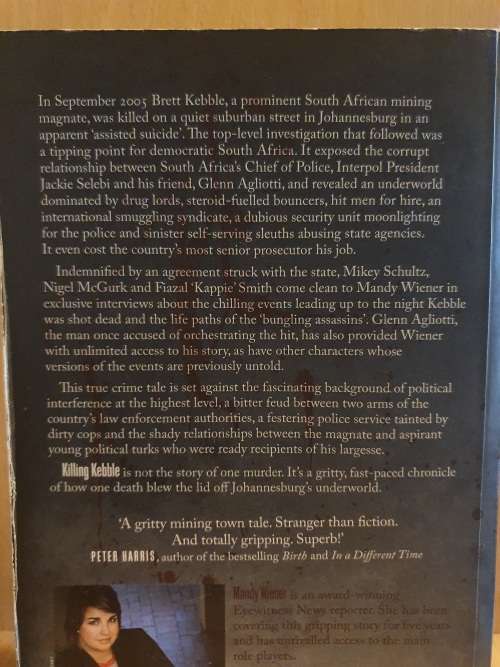 In September 2005 Brett Kebble, a prominent South African mining
magnate, was killed on a quiet suburban street in Johannesburg in an
apparent ‘assisted suicide’. The top-level investigation that followed was
a tipping point for democratic South Africa. It exposed the corrupt
relationship between South Africa’s Chief of Police, Interpol President
Jackie Selebi and his friend, Glenn Agliotti, and revealed an underworld
dominated by drug lords, steroid-fuelled bouncers, hit men for hire, an
international smuggling syndicate, a dubious security unit moonlighting
for the police and sinister self-serving sleuths abusing state agencies.
It even cost the country’s most senior prosecutor his job.
Indemnified by an agreement struck with the state, Mikey Schultz,
Nigel McGurk and Fiazal ‘Kappie’ Smith come clean to Mandy Wiener in
exclusive interviews about the chilling events leading up to the night Kebble
was shot dead and the life paths of the ‘bungling assassins’. Glenn Agliotti,
the man once accused of orchestrating the hit, has also provided Wiener
with unlimited access to his story, as have other characters whose
versions of the events are previously untold.
This true crime tale is set against the fascinating background of political
interference at the highest level, a bitter feud between two arms of the
country’s law enforcement authorities, a festering police service tainted by
dirty cops and the shady relationships between the magnate and aspirant
young political turks who were ready recipients of his largesse.
Killing Kebble is not the story of one murder. It’s a gritty, fast-paced chronicle
of how one death blew the lid off Johannesburg’s underworld.
‘A gritty mining town tale. Stranger than fiction.
And totally gripping. Superb!’
PETER HARRIS, author of the bestselling Birth and In a Different Time
Mandy Wiener is an award-winning
Eyewitness News reporter. She has been
covering this gripping story for five years
and has unrivalled access to the main
role players.